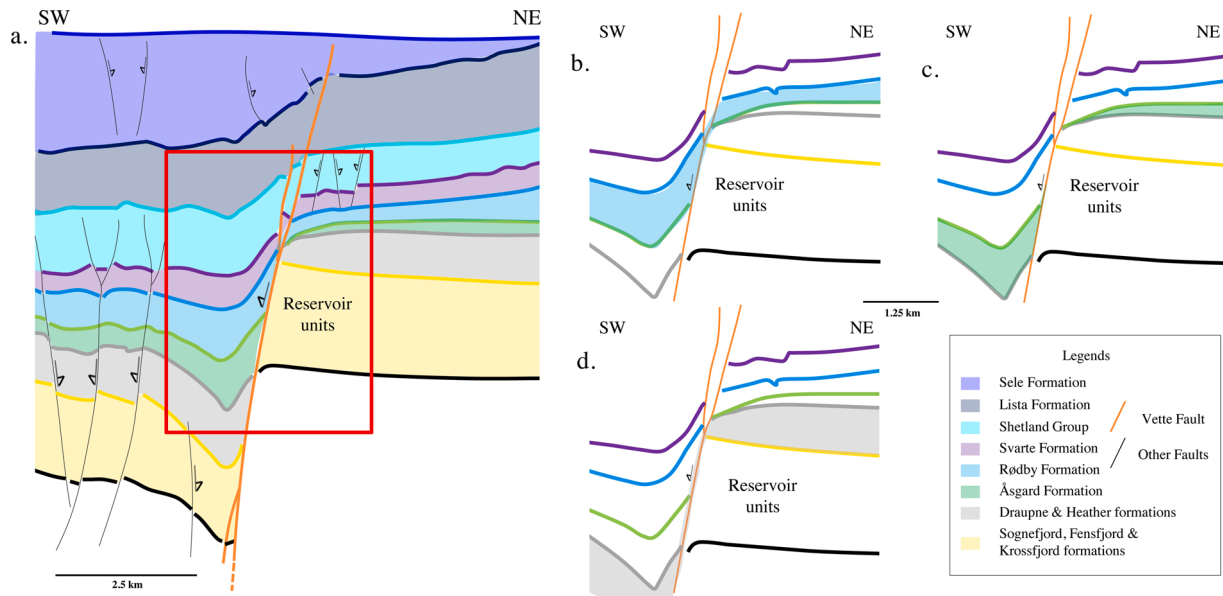 SW
NE
a.
Reservoir
units
2.5 km
SW
NE
b.
Reservoir
units
SW
NE
c.
Reservoir
units
1.25 km
SW
NE
d.
Reservoir
units
Legends
Sele Formation
Lista Formation
Shetland Group
Svarte Formation
Rødby Formation
Åsgard Formation
Draupne & Heather formations
Sognefjord, Fensfjord &
Krossfjord formations
Vette Fault
Other Faults